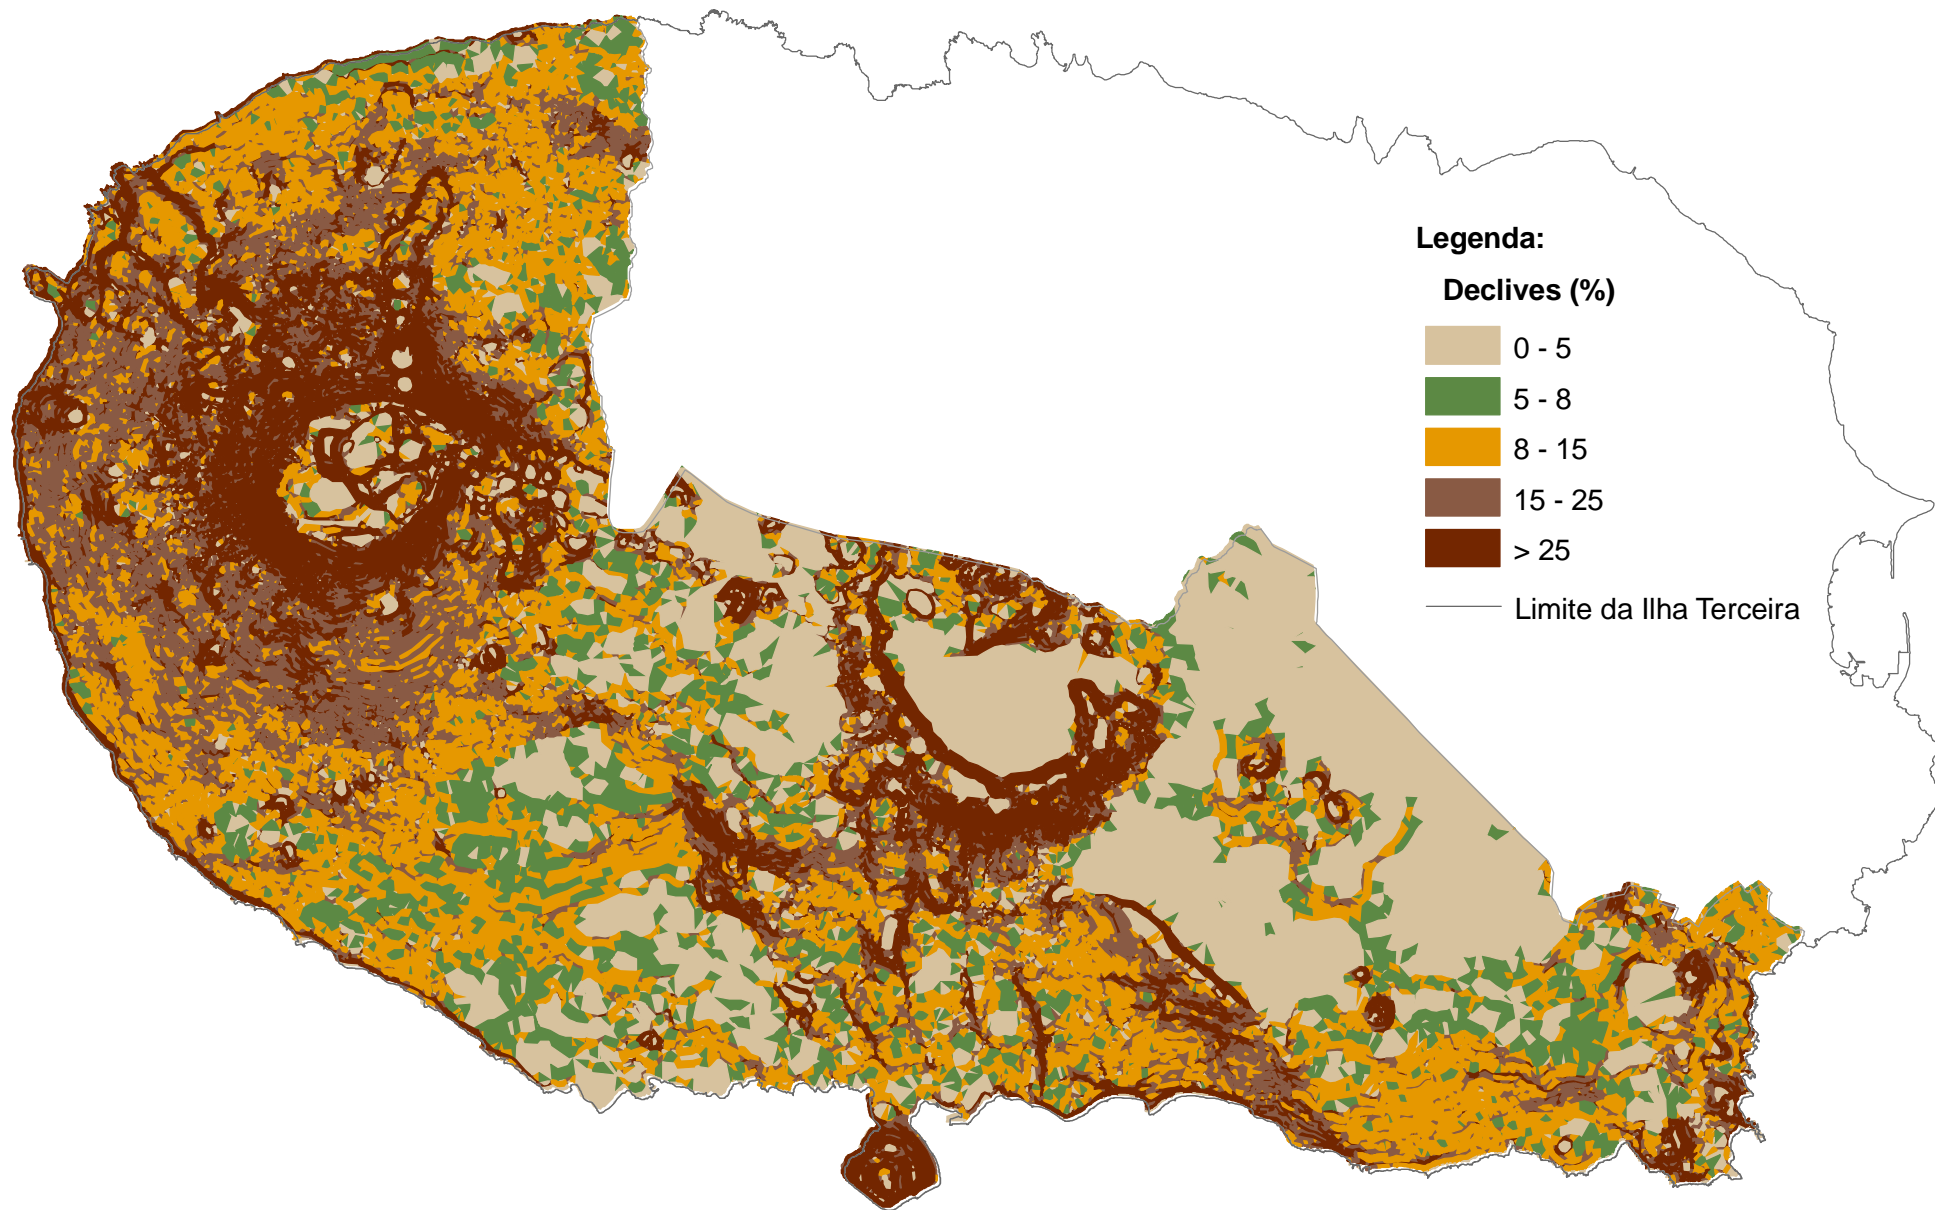 Legenda:
Declives (%)
0 - 5
5 - 8
8 - 15
15 - 25
> 25
Limite da Ilha Terceira